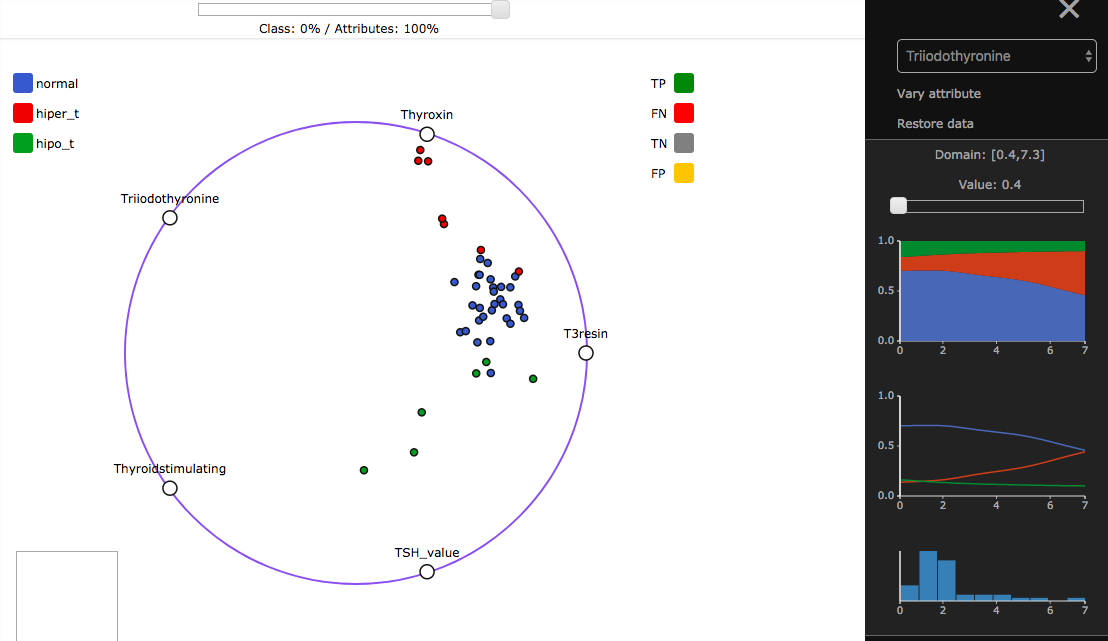 Class: 0% / Attributes: 100%
normal
hiper_t
hipo_t
TP
FN
TN
FP
Thyroxin
Triiodothyronine
T3resin
Thyroidstimulating
TSH_value
Triiodothyronine
Vary attribute
Restore data
Domain: [0.4,7.3]
Value: 0.4
1.0
0.5
0.0
0 2 4 6 7
1.0
0.5
0.0
0 2 4 6 7
0 2 4 6 7